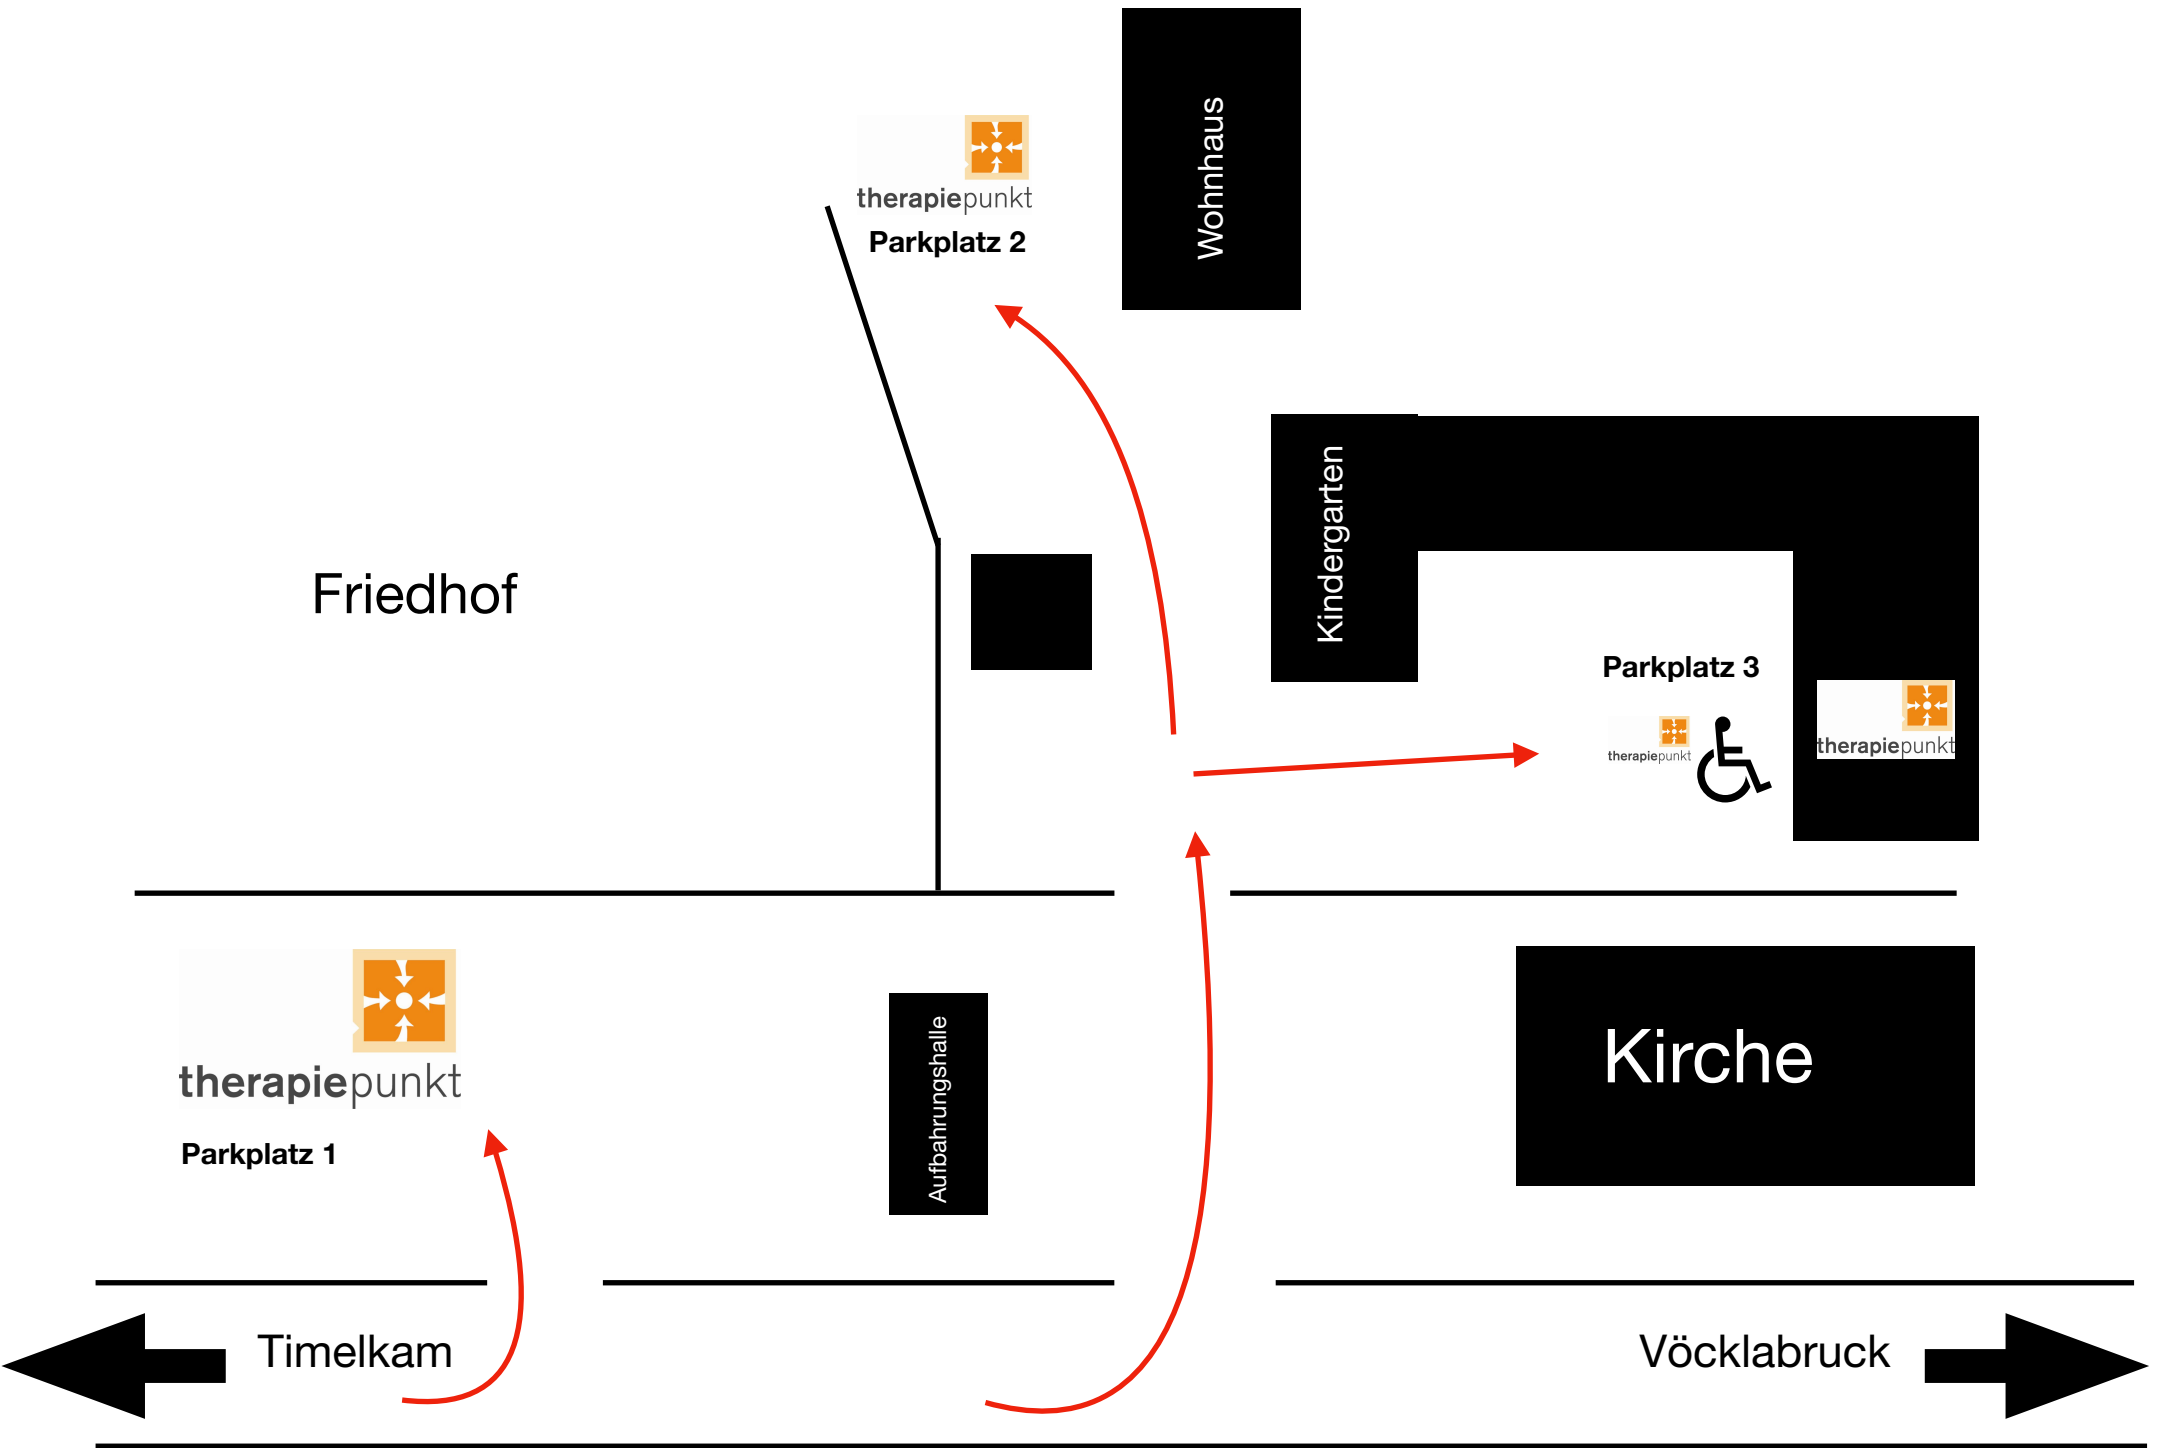 Wohnhaus
therapiepunkt
Parkplatz 2
Kindergarten
Friedhof
Parkplatz 3
therapiepunkt
therapiepunkt
therapiepunkt
Parkplatz 1
Aufbahrungshalle
Kirche
Timelkam
Vöcklabruck